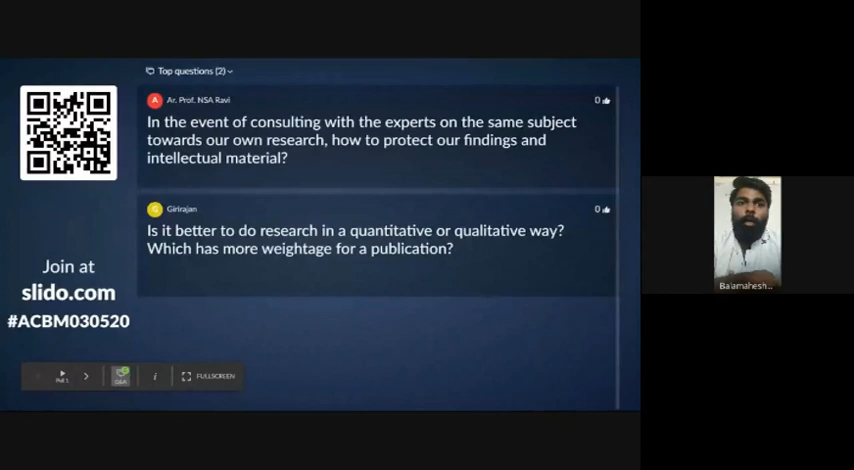 Top questions (2)
A
Ar. Prof. NSA Ravi
0
In the event of consulting with the experts on the same subject
towards our own research, how to protect our findings and
intellectual material?
G
Girirajan
0
Is it better to do research in a quantitative or qualitative way?
Which has more weightage for a publication?
Join at
slido.com
#ACBM030520
Poll 1
Q&A
i
FULLSCREEN
Balamahesh...